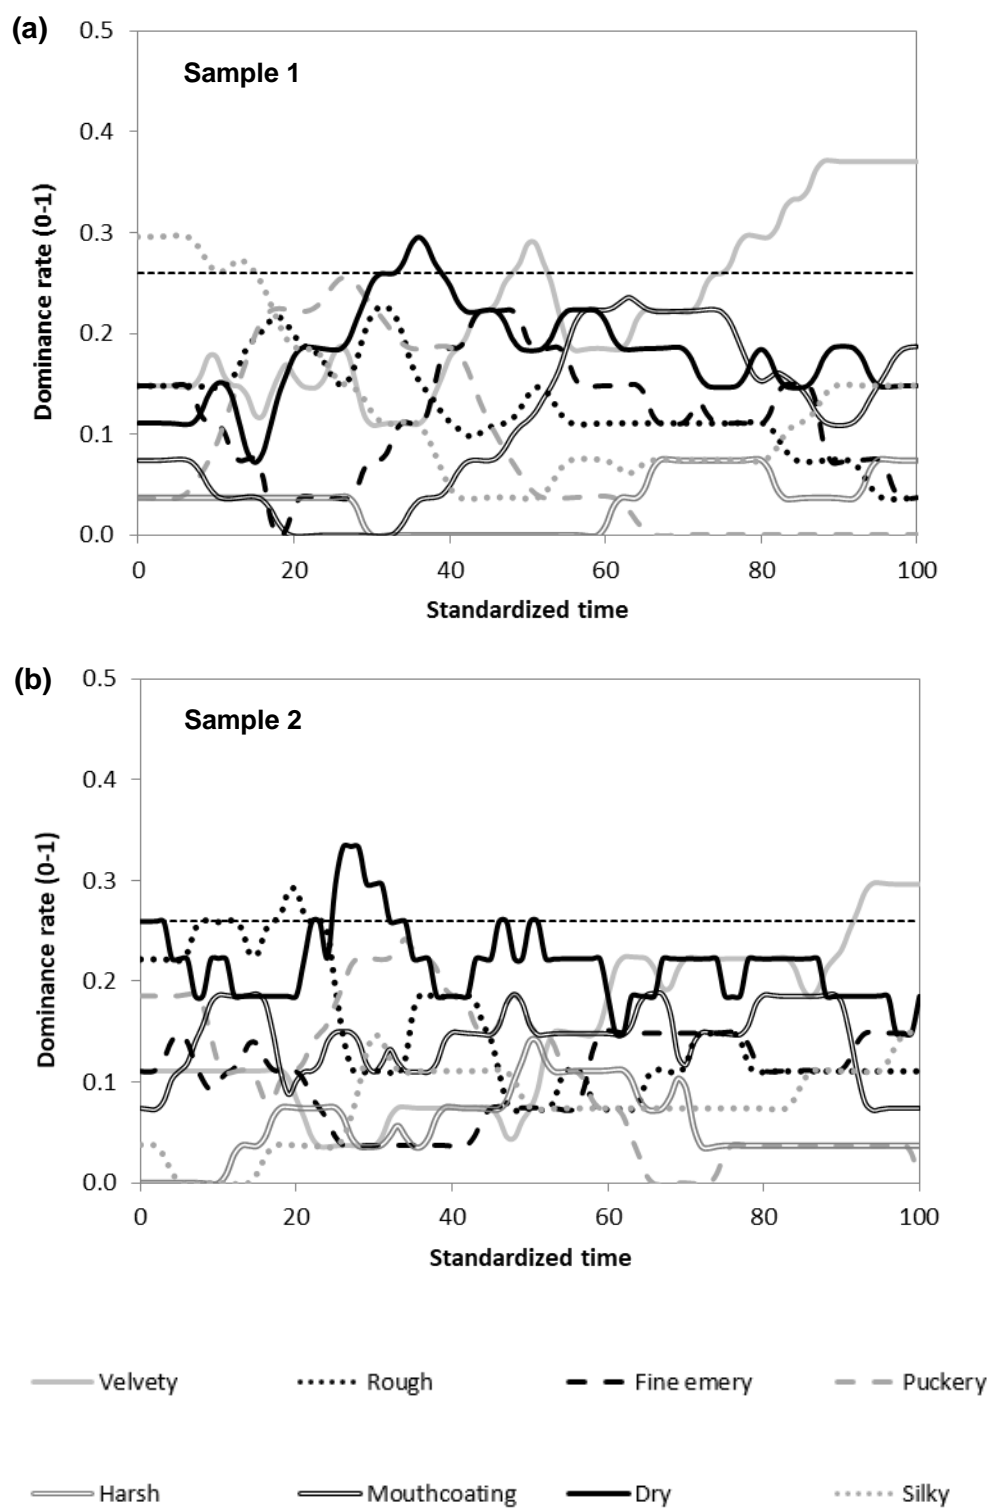 (a)
Sample 1
Dominance rate (0-1)
0.5
0.4
0.3
0.2
0.1
0.0
0 20 40 60 80 100
Standardized time
(b)
Sample 2
Dominance rate (0-1)
0.5
0.4
0.3
0.2
0.1
0.0
0 20 40 60 80 100
Standardized time
Velvety Rough Fine emery Puckery
Harsh Mouthcoating Dry Silky